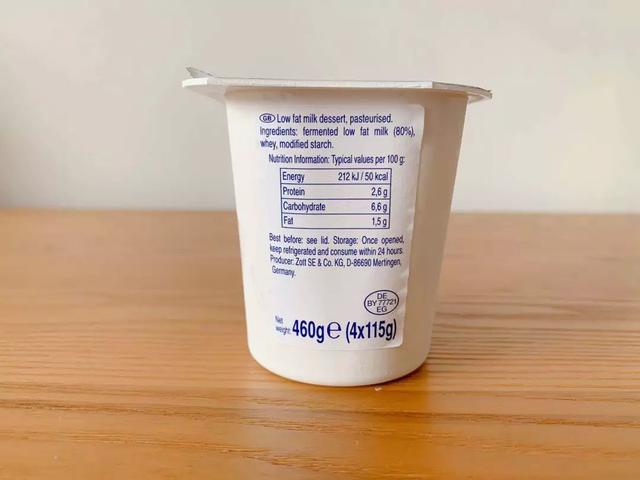 GB Low fat milk dessert, pasteurised.
Ingredients: fermented low fat milk (80%),
whey, modified starch.
Nutrition Information: Typical values per 100 g:
Energy 212 kJ / 50 kcal
Protein 2,6 g
Carbohydrate 6,6 g
Fat 1,5 g
Best before: see lid. Storage: Once opened,
keep refrigerated and consume within 24 hours.
Producer: Zott SE & Co. KG, D-86690 Mertingen,
Germany.
DE
BY 77721
EG
Net
weight: 460g e (4x115g)